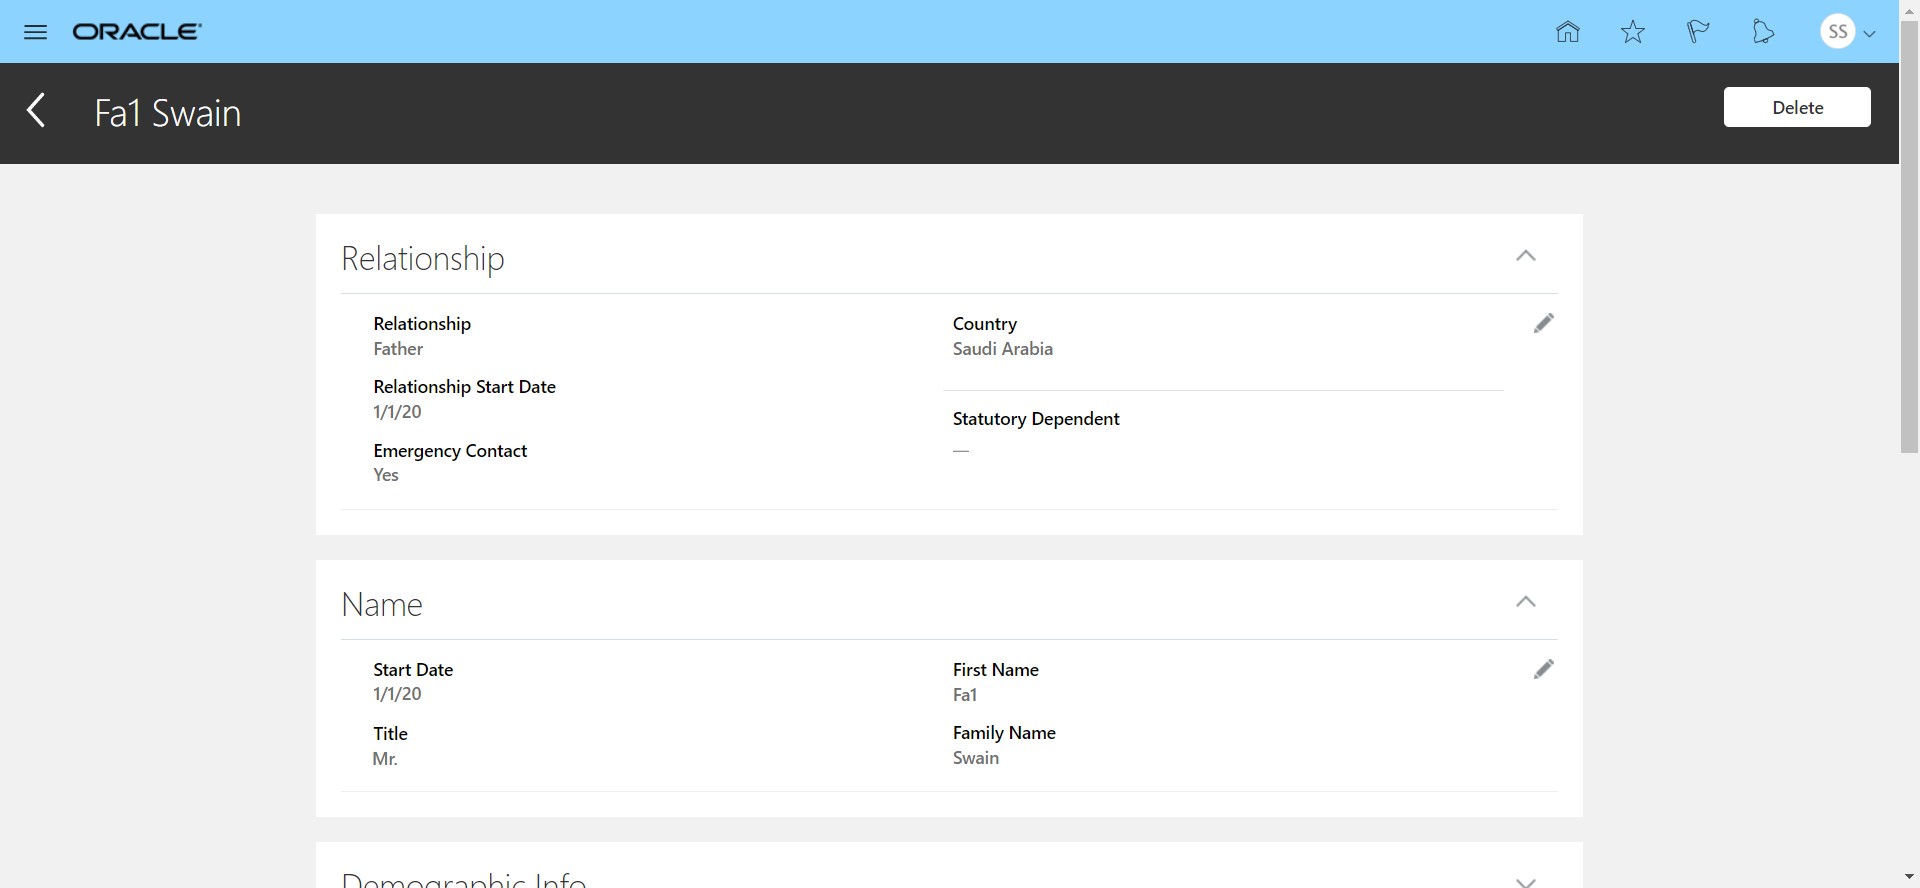 ORACLE
SS
Fa1 Swain
Delete
Relationship
Relationship
Father
Relationship Start Date
1/1/20
Emergency Contact
Yes
Country
Saudi Arabia
Statutory Dependent
—
Name
Start Date
1/1/20
Title
Mr.
First Name
Fa1
Family Name
Swain
Demographic Info